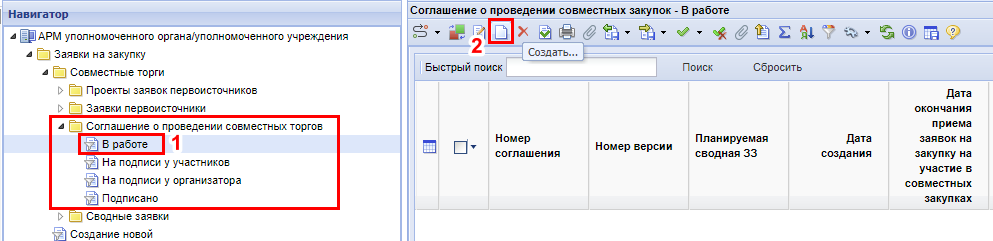 Навигатор
АРМ уполномоченного органа/уполномоченного учреждения
Заявки на закупку
Совместные торги
Проекты заявок первоисточников
Заявки первоисточники
Соглашение о проведении совместных торгов
В работе
1
На подписи у участников
На подписи у организатора
Подписано
Сводные заявки
Создание новой
Соглашение о проведении совместных закупок - В работе
2
Создать...
Быстрый поиск
Поиск
Сбросить
Номер соглашения
Номер версии
Планируемая сводная ЗЗ
Дата создания
Дата
окончания
приема
заявок на
закупку на
участие в
совместных
закупках